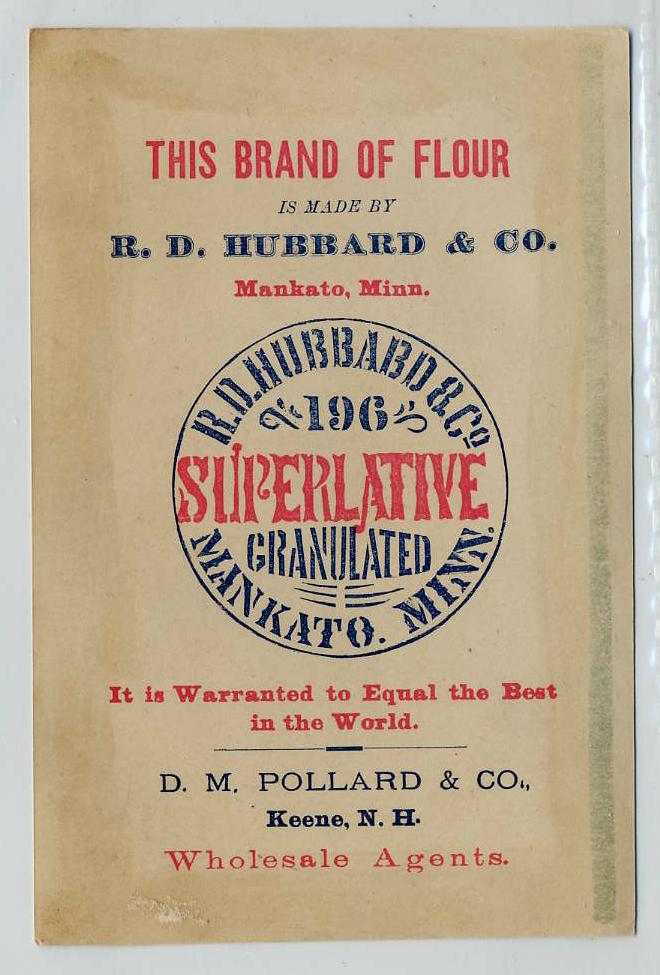 THIS BRAND OF FLOUR
IS MADE BY
R. D. HUBBARD & CO.
Mankato, Minn.
R.D. HUBBARD & Co
196
SUPERLATIVE
GRANULATED
MANKATO. MINN.
It is Warranted to Equal the Best
in the World.
D. M. POLLARD & CO.,
Keene, N. H.
Wholesale Agents.